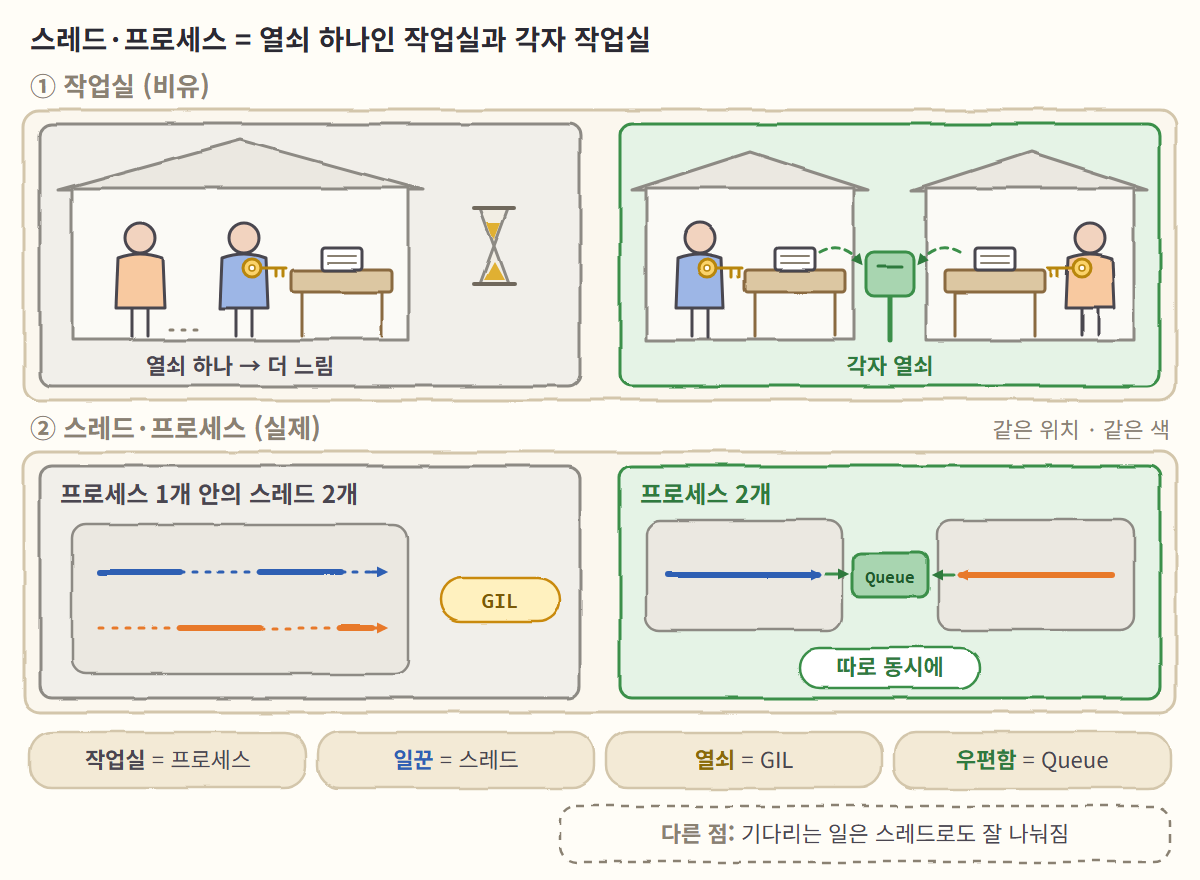 스레드·프로세스 = 열쇠 하나인 작업실과 각자 작업실
① 작업실 (비유)
열쇠 하나 → 더 느림
각자 열쇠
② 스레드·프로세스 (실제)
같은 위치 · 같은 색
프로세스 1개 안의 스레드 2개
GIL
프로세스 2개
Queue
따로 동시에
작업실 = 프로세스
일꾼 = 스레드
열쇠 = GIL
우편함 = Queue
다른 점: 기다리는 일은 스레드로도 잘 나눠짐